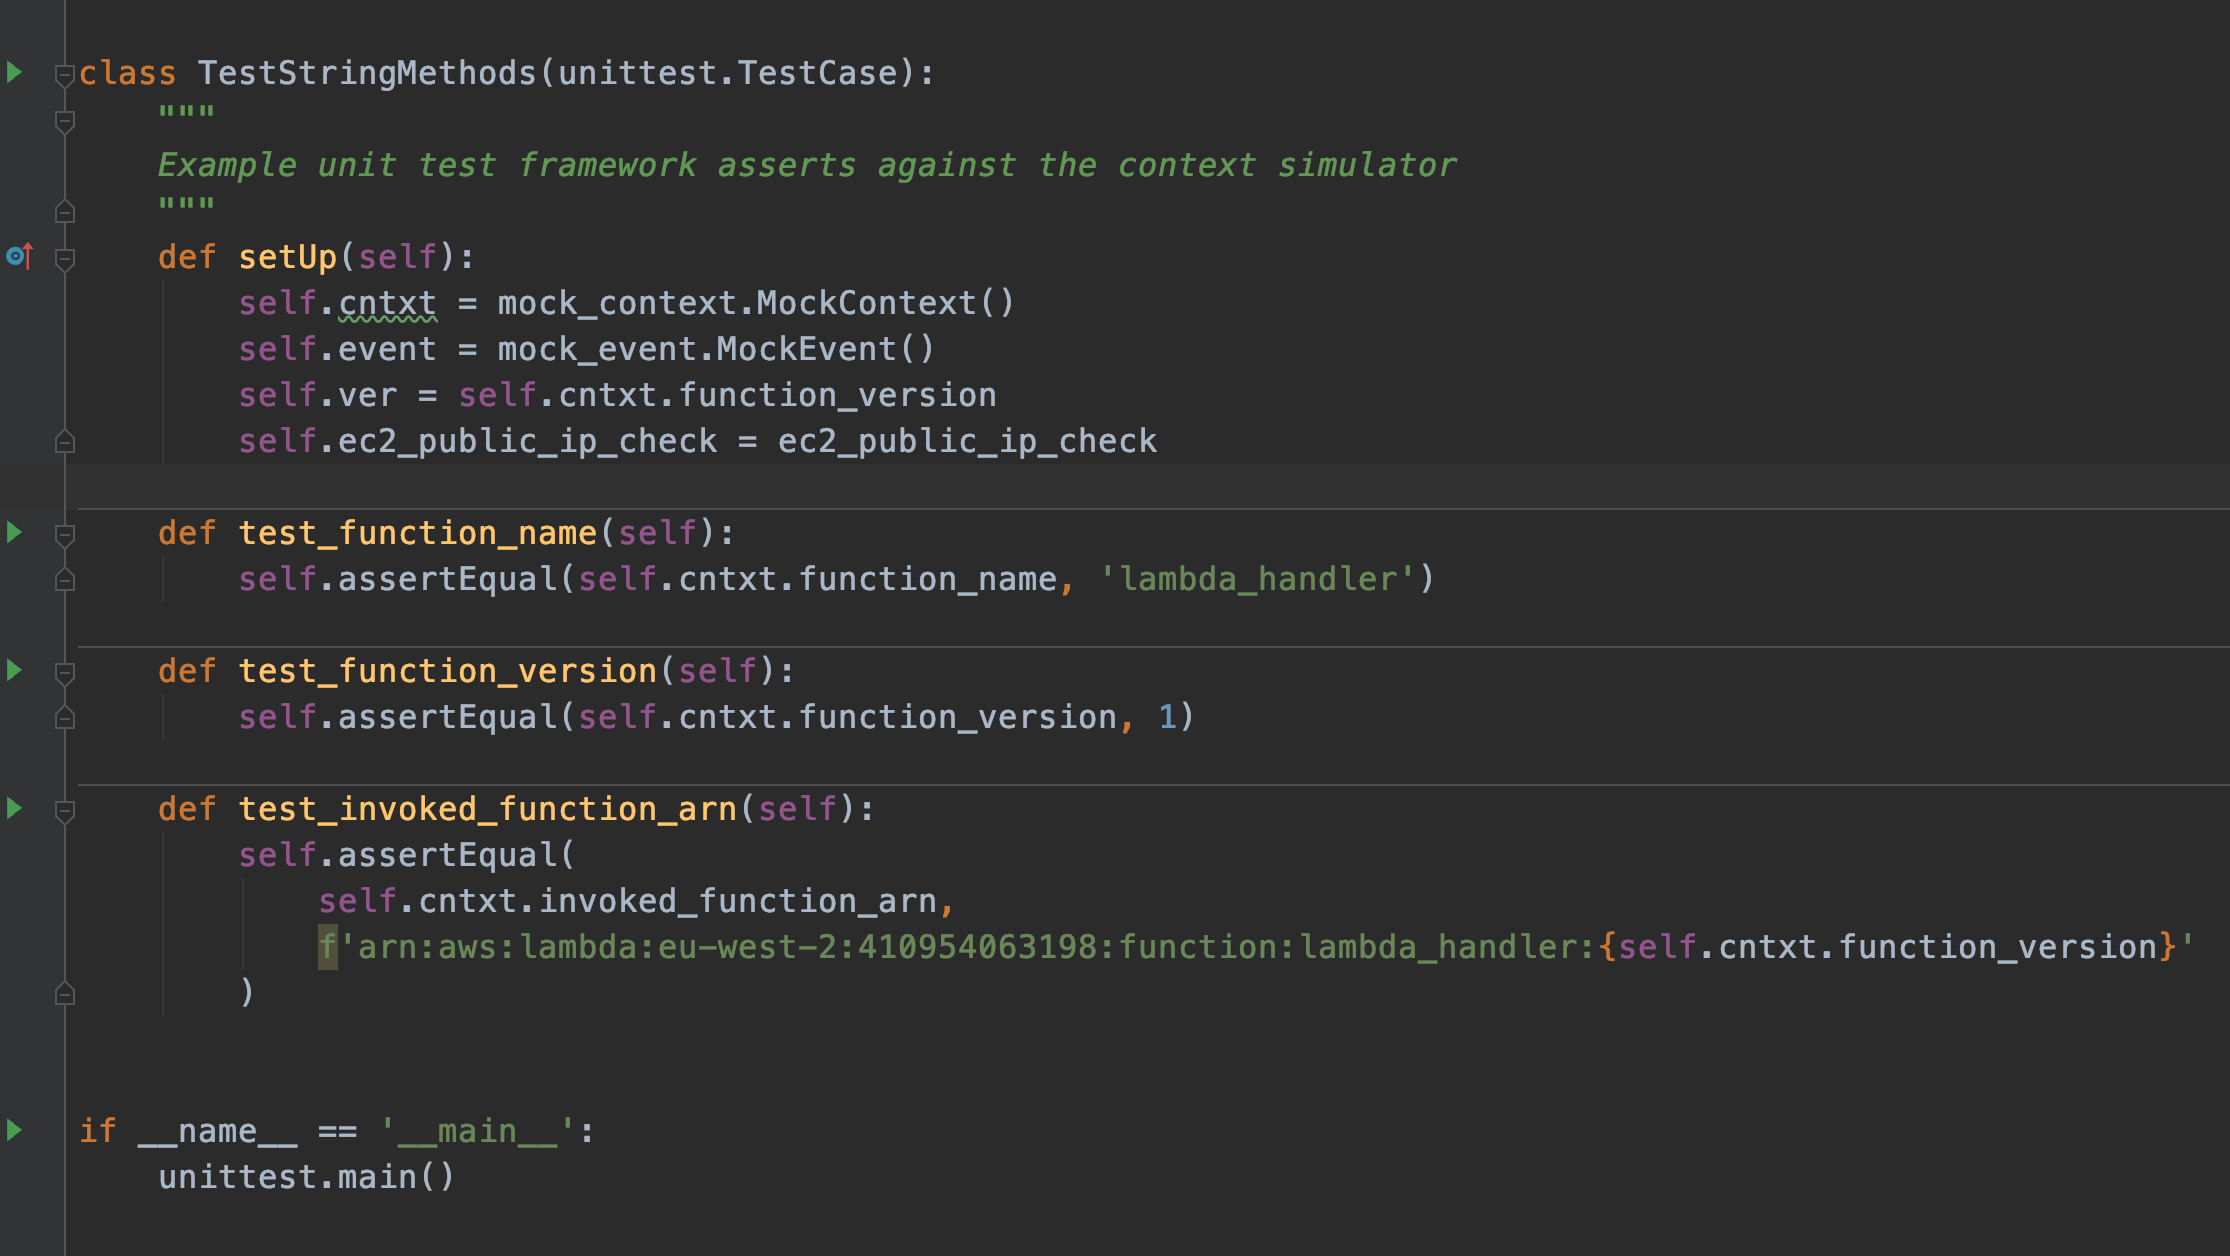 class TestStringMethods(unittest.TestCase):
    """
    Example unit test framework asserts against the context simulator
    """
    def setUp(self):
        self.cntxt = mock_context.MockContext()
        self.event = mock_event.MockEvent()
        self.ver = self.cntxt.function_version
        self.ec2_public_ip_check = ec2_public_ip_check
    def test_function_name(self):
        self.assertEqual(self.cntxt.function_name, 'lambda_handler')
    def test_function_version(self):
        self.assertEqual(self.cntxt.function_version, 1)
    def test_invoked_function_arn(self):
        self.assertEqual(
            self.cntxt.invoked_function_arn,
            f'arn:aws:lambda:eu-west-2:410954063198:function:lambda_handler:{self.cntxt.function_version}'
        )
if __name__ == '__main__':
    unittest.main()